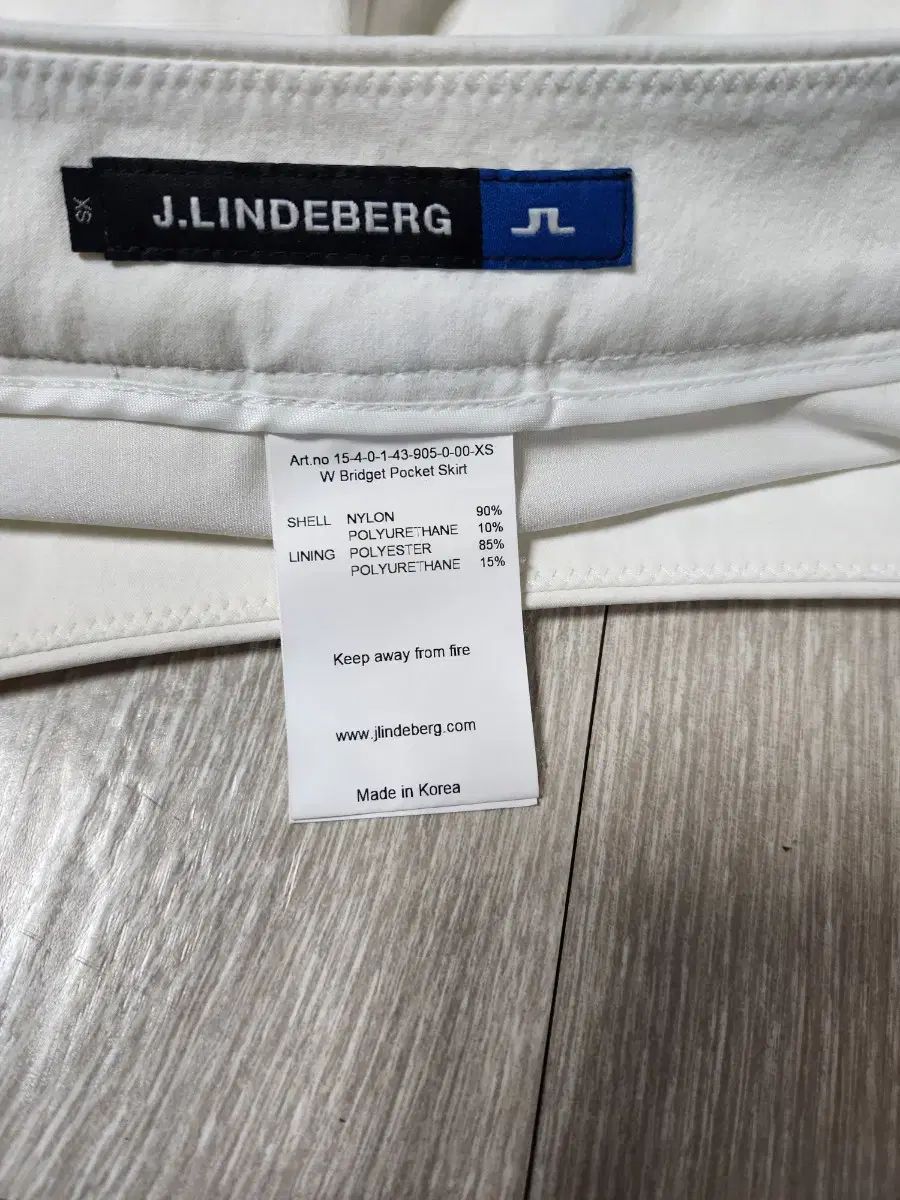 XS
J.LINDEBERG
Art.no 15-4-0-1-43-905-0-00-XS
W Bridget Pocket Skirt
SHELL NYLON 90%
POLYURETHANE 10%
LINING POLYESTER 85%
POLYURETHANE 15%
Keep away from fire
www.jlindeberg.com
Made in Korea